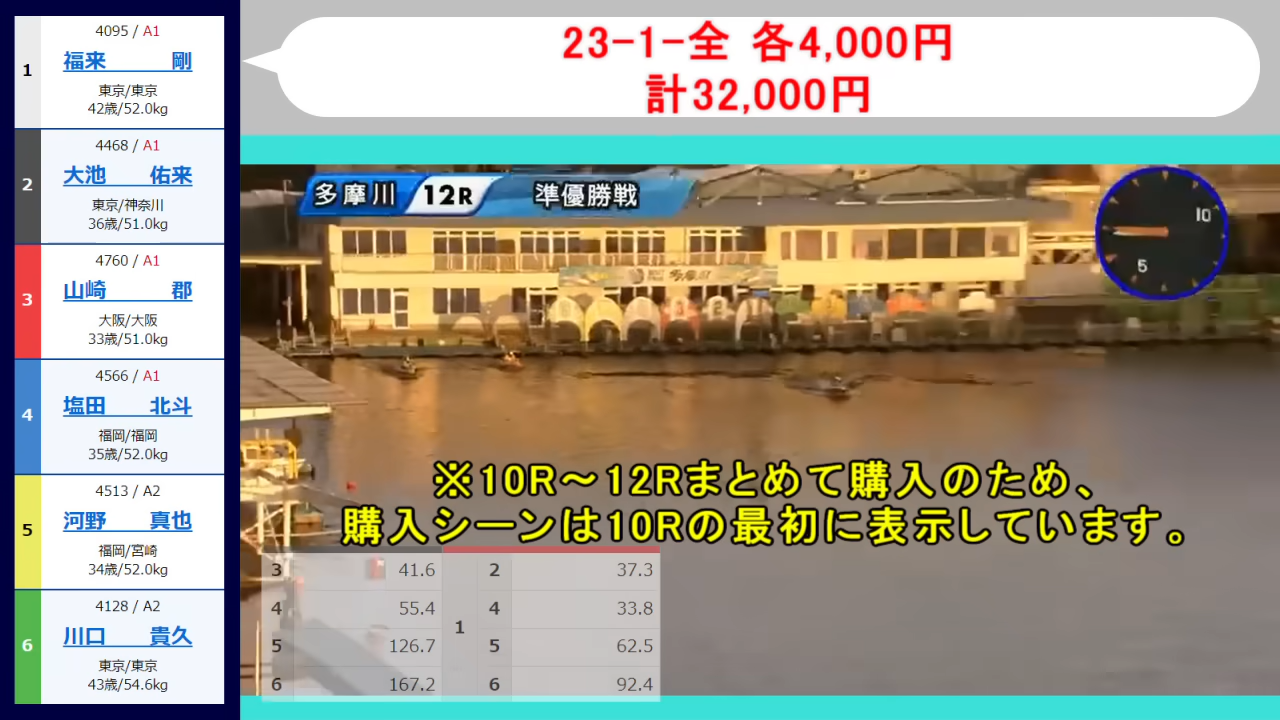 1
4095 / A1
福来 剛
東京/東京
42歳/52.0kg
2
4468 / A1
大池 佑来
東京/神奈川
36歳/51.0kg
3
4760 / A1
山崎 郡
大阪/大阪
33歳/51.0kg
4
4566 / A1
塩田 北斗
福岡/福岡
35歳/52.0kg
5
4513 / A2
河野 真也
福岡/宮崎
34歳/52.0kg
6
4128 / A2
川口 貴久
東京/東京
43歳/54.6kg
23-1-全 各4,000円
計32,000円
多摩川 12R 準優勝戦
10
5
多摩川
※10R~12Rまとめて購入のため、
購入シーンは10Rの最初に表示しています。
3 41.6 2 37.3
4 55.4 4 33.8
1
5 126.7 5 62.5
6 167.2 6 92.4